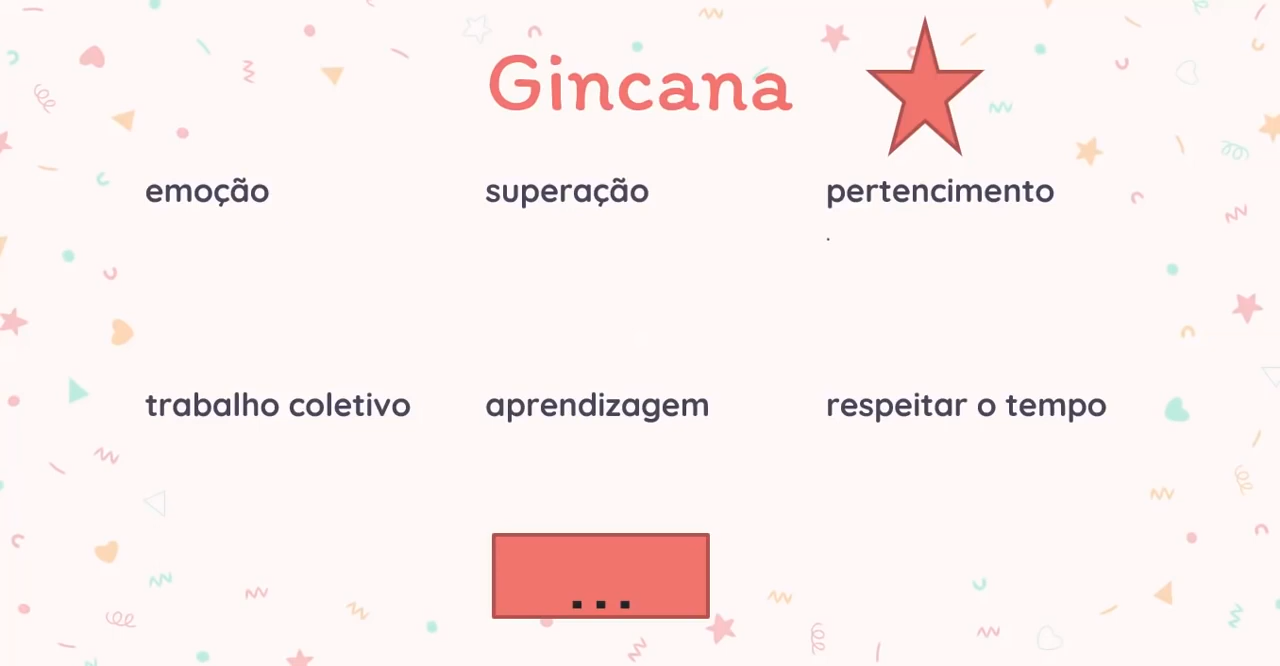 Gincana
emoção
superação
pertencimento
.
trabalho coletivo
aprendizagem
respeitar o tempo
...